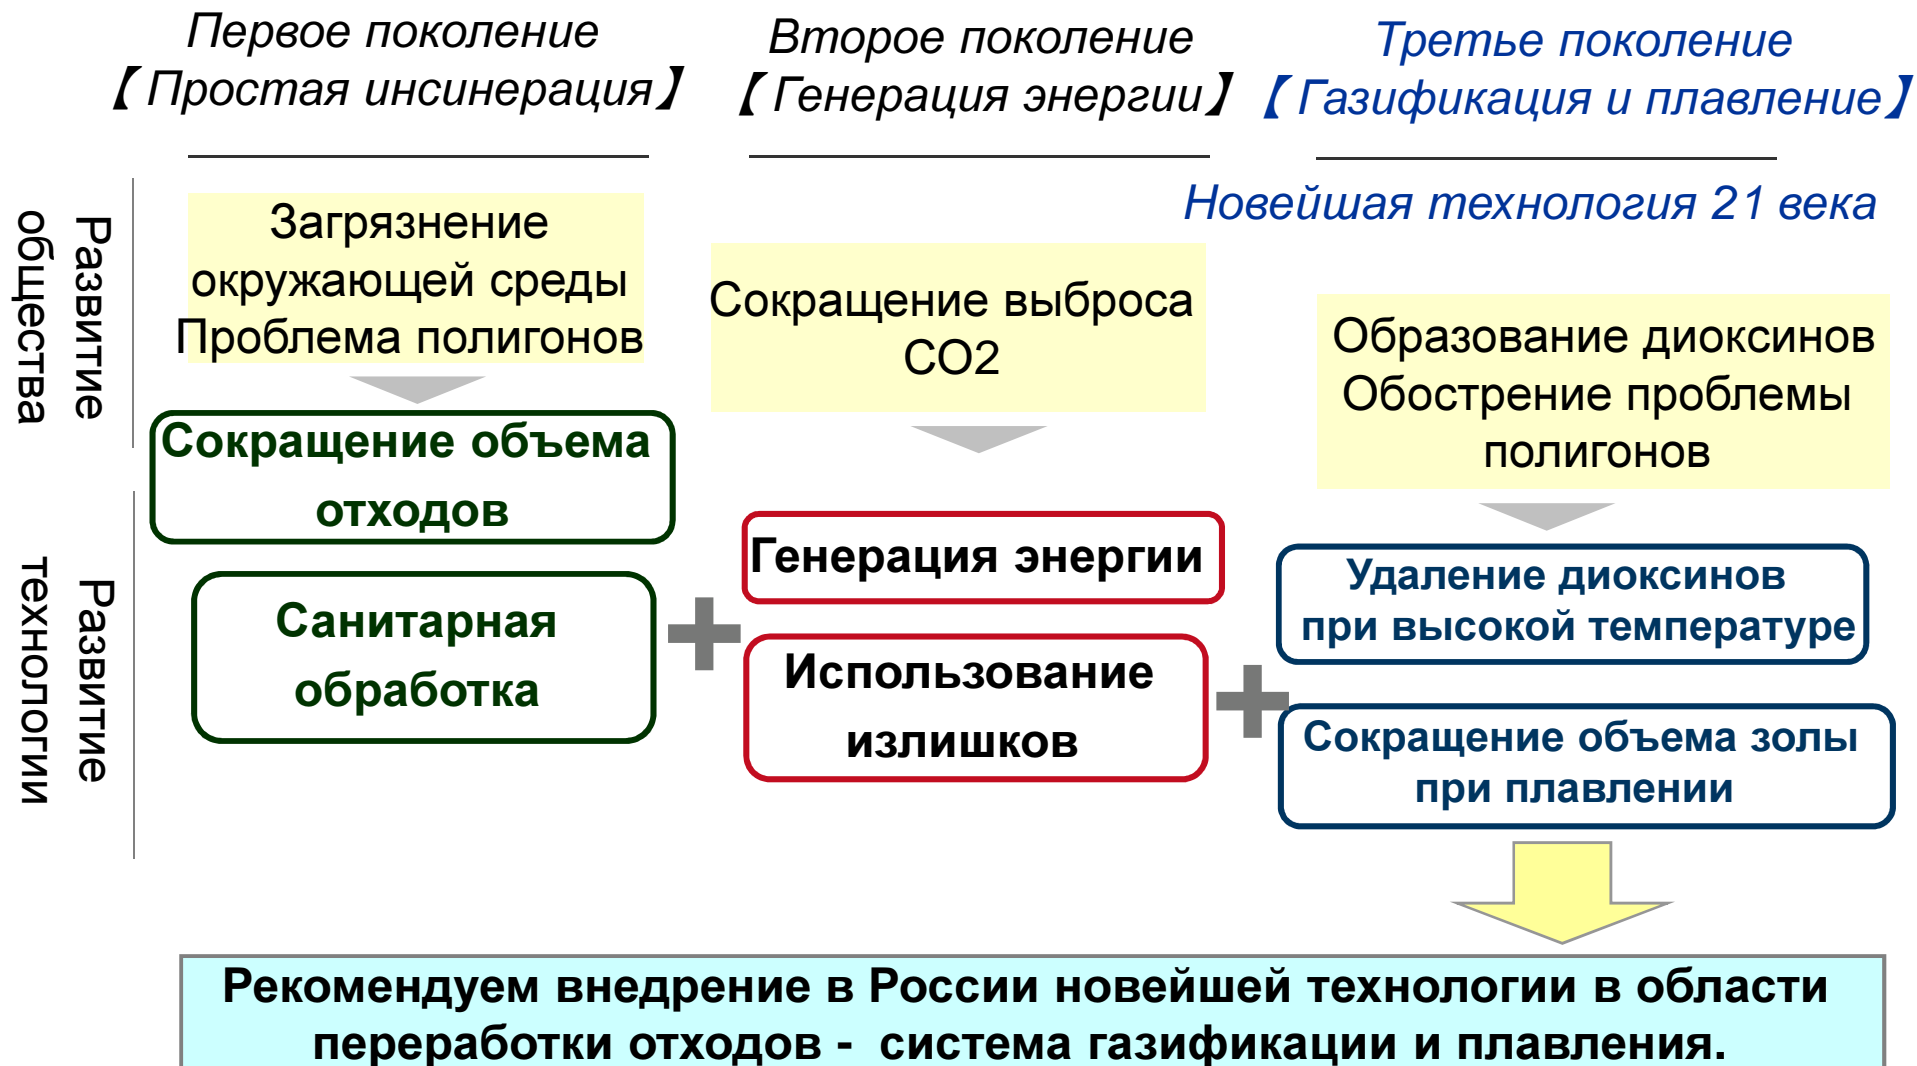 Первое поколение
【 Простая инсинерация】
Второе поколение
【 Генерация энергии】
Третье поколение
【 Газификация и плавление】
Новейшая технология 21 века
Развитие
общества
Загрязнение
окружающей среды
Проблема полигонов
Сокращение выброса
СО2
Образование диоксинов
Обострение проблемы
полигонов
Развитие
технологии
Сокращение объема
отходов
Санитарная
обработка
Генерация энергии
Использование
излишков
Удаление диоксинов
при высокой температуре
Сокращение объема золы
при плавлении
Рекомендуем внедрение в России новейшей технологии в области
переработки отходов - система газификации и плавления.